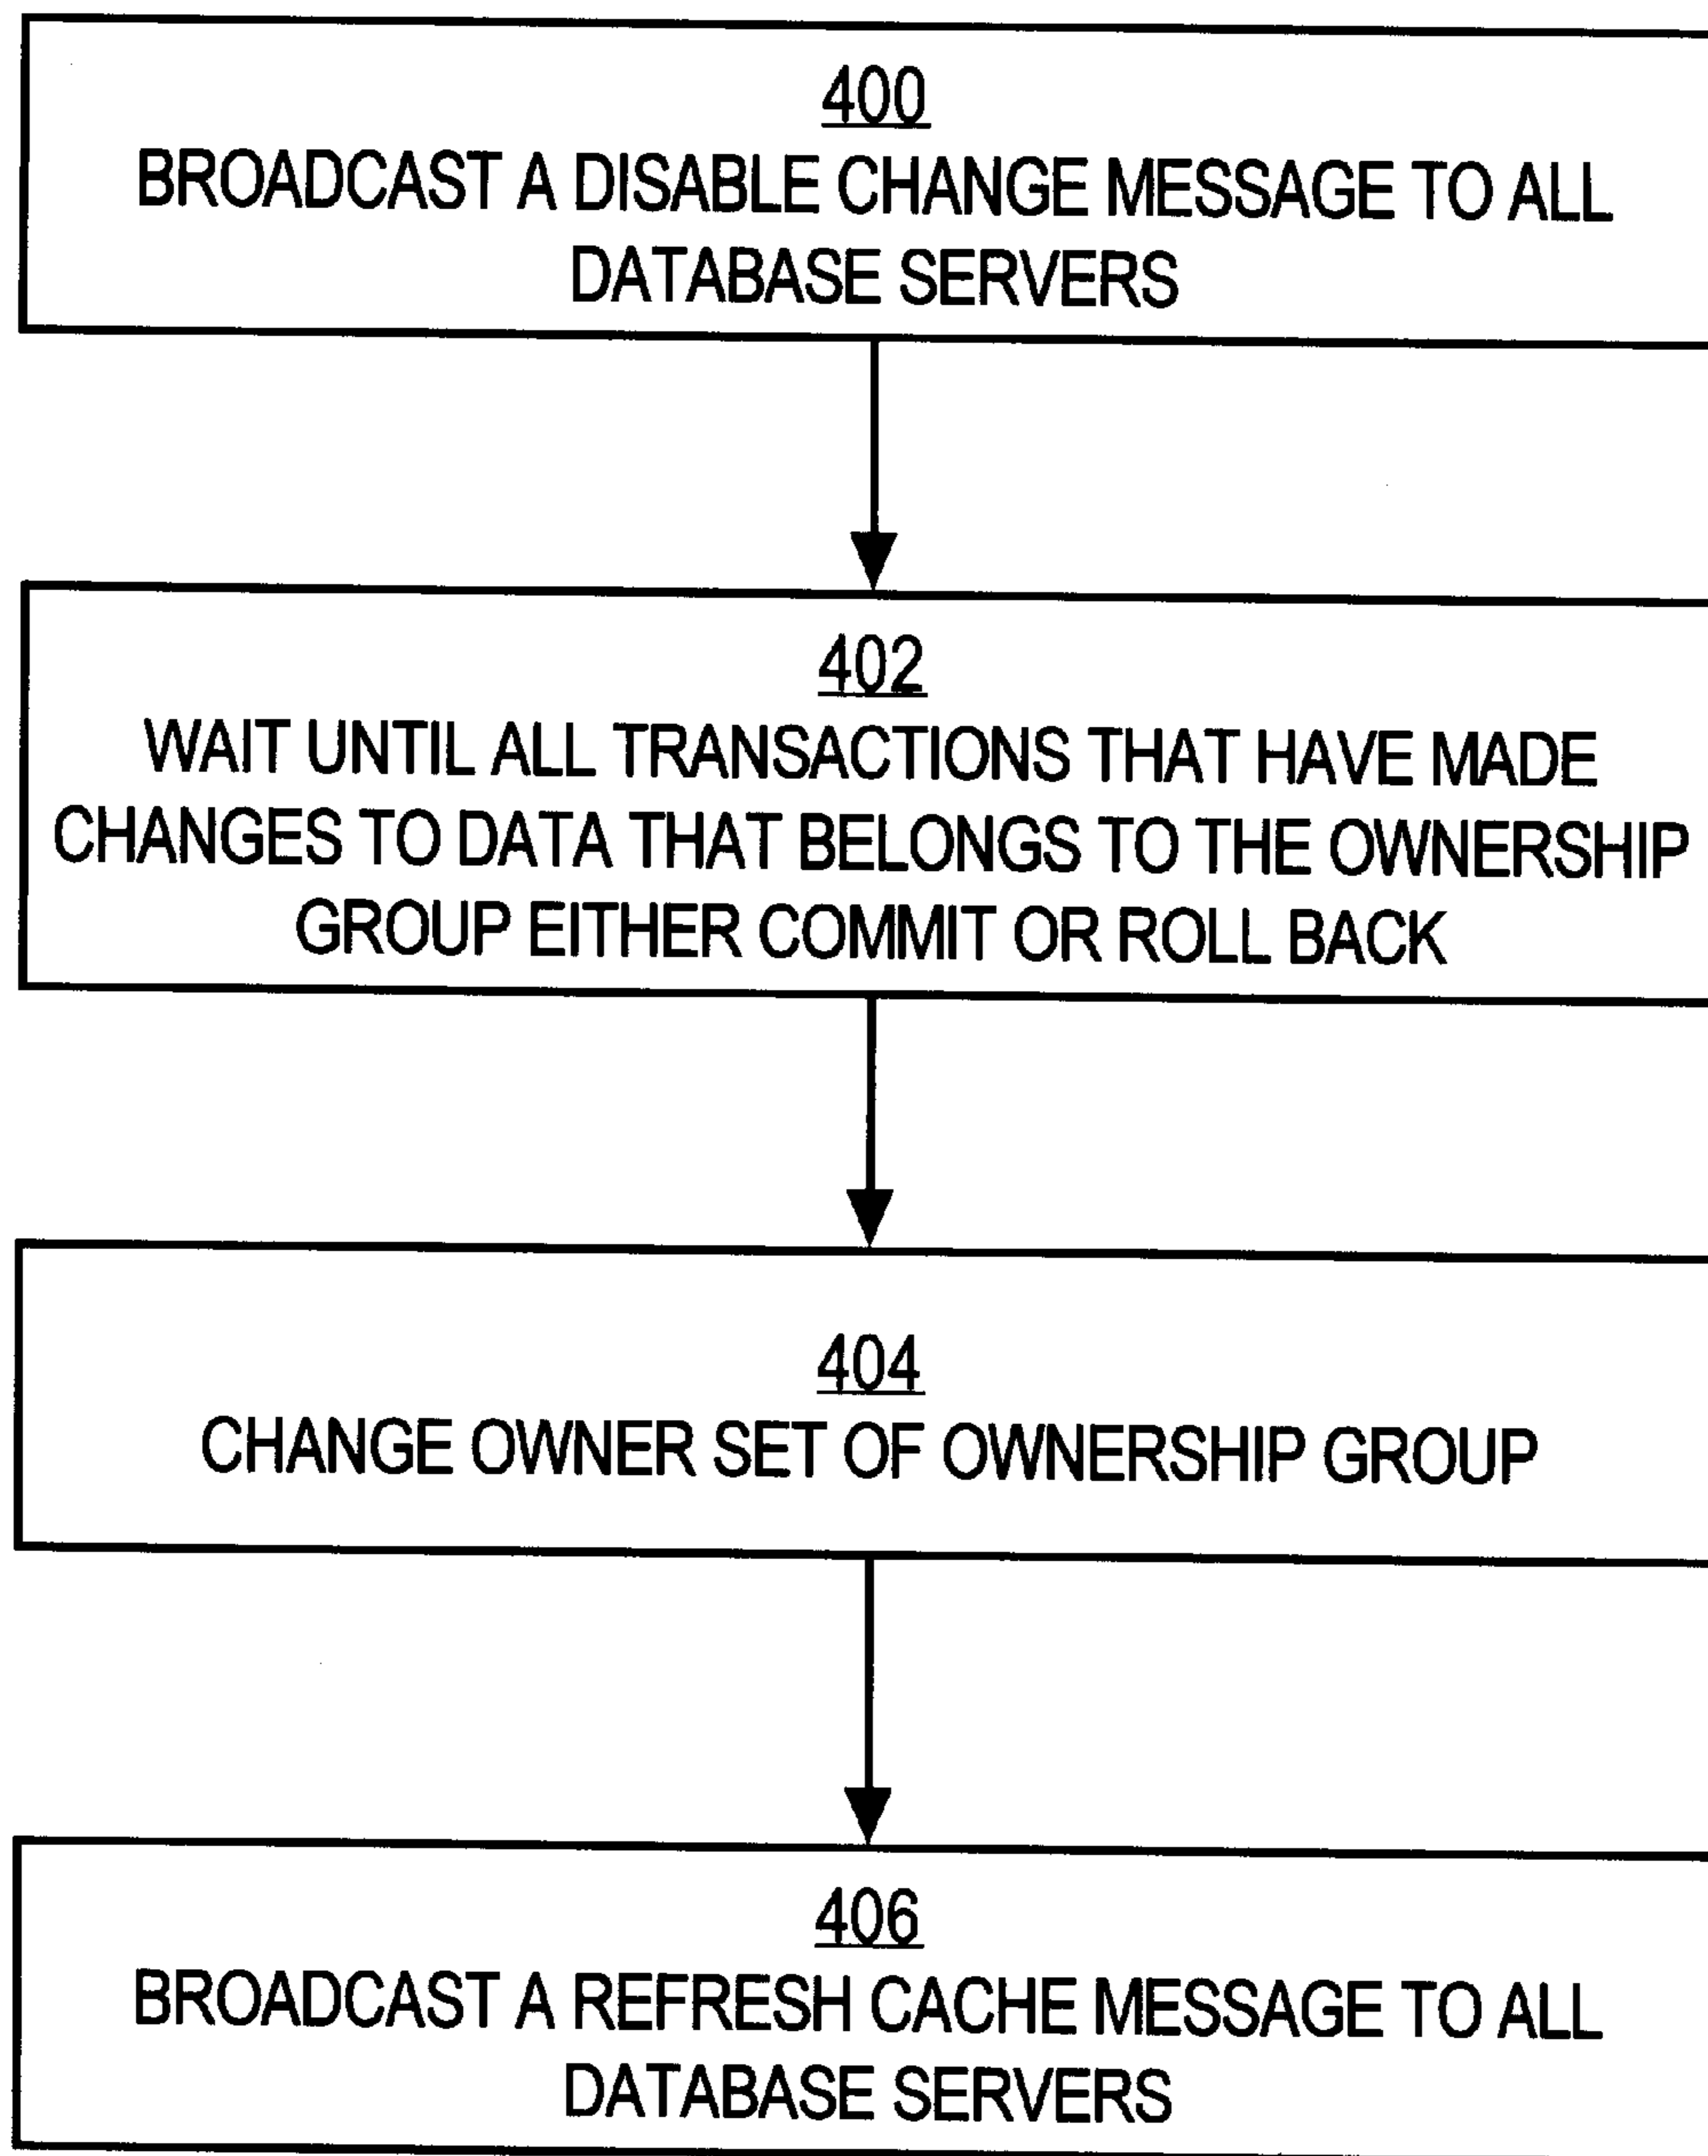 400
BROADCAST A DISABLE CHANGE MESSAGE TO ALL
DATABASE SERVERS
402
WAIT UNTIL ALL TRANSACTIONS THAT HAVE MADE
CHANGES TO DATA THAT BELONGS TO THE OWNERSHIP
GROUP EITHER COMMIT OR ROLL BACK
404
CHANGE OWNER SET OF OWNERSHIP GROUP
406
BROADCAST A REFRESH CACHE MESSAGE TO ALL
DATABASE SERVERS